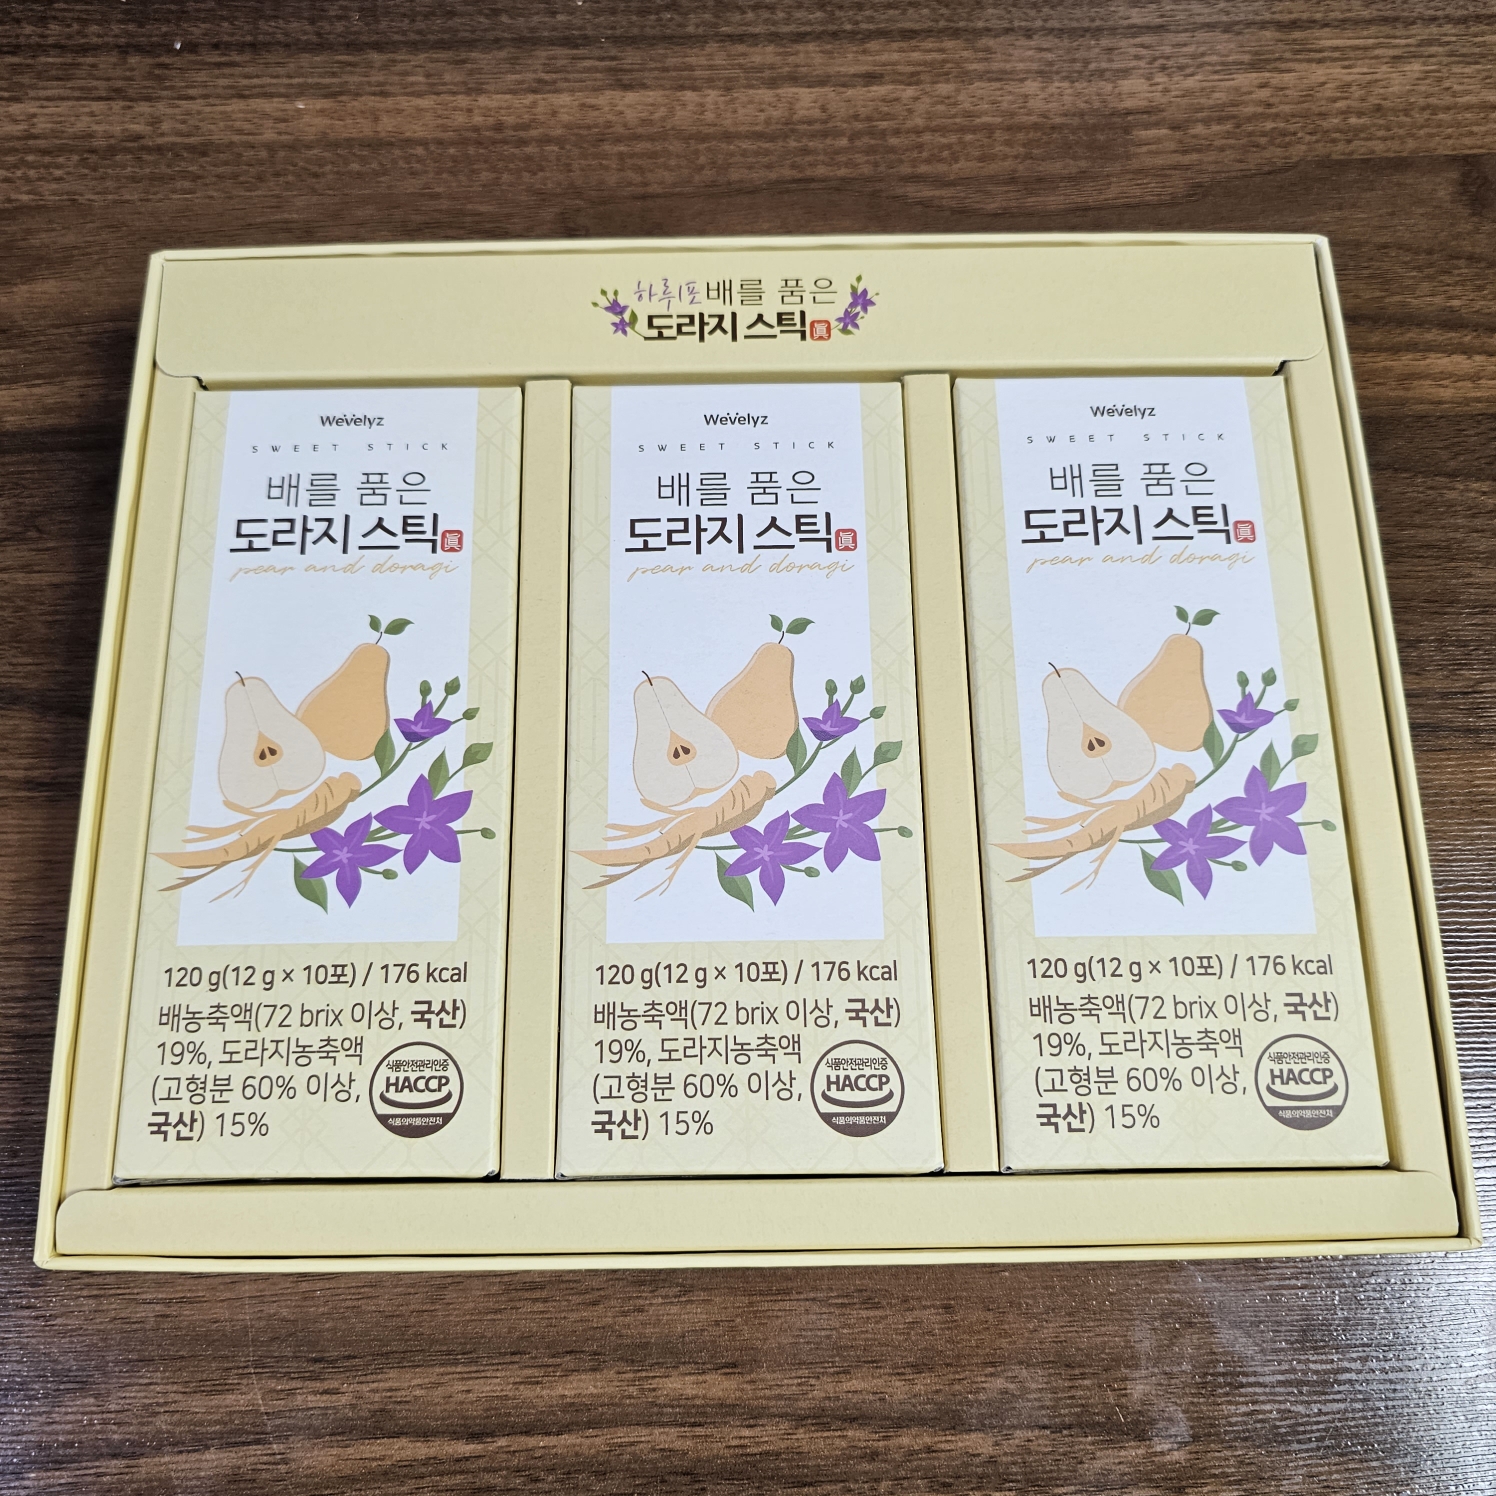 하루1포 배를 품은
도라지 스틱 眞
Wevelyz
SWEET STICK
배를 품은
도라지 스틱 眞
pear and doragi
120 g(12 g × 10포) / 176 kcal
배농축액(72 brix 이상, 국산)
19%, 도라지농축액
(고형분 60% 이상,
국산) 15%
식품안전관리인증
HACCP
식품의약품안전처
Wevelyz
SWEET STICK
배를 품은
도라지 스틱 眞
pear and doragi
120 g(12 g × 10포) / 176 kcal
배농축액(72 brix 이상, 국산)
19%, 도라지농축액
(고형분 60% 이상,
국산) 15%
식품안전관리인증
HACCP
식품의약품안전처
Wevelyz
SWEET STICK
배를 품은
도라지 스틱 眞
pear and doragi
120 g(12 g × 10포) / 176 kcal
배농축액(72 brix 이상, 국산)
19%, 도라지농축액
(고형분 60% 이상,
국산) 15%
식품안전관리인증
HACCP
식품의약품안전처